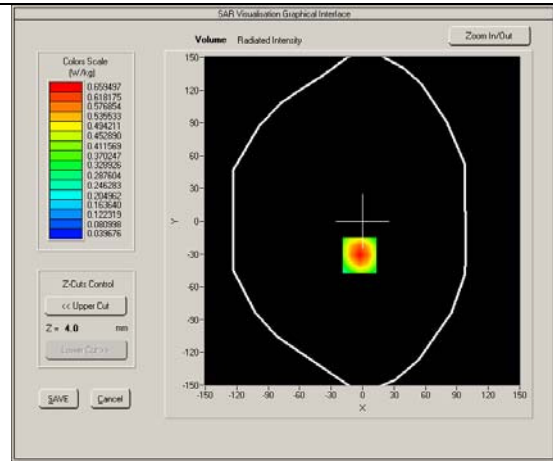 SAR Visualisation Graphical Interface
Volume Radiated Intensity
Zoom In/Out
Colors Scale
(W/kg)
0.659497
0.618175
0.576854
0.535533
0.494211
0.452890
0.411569
0.370247
0.328926
0.287604
0.246283
0.204962
0.163640
0.122319
0.080998
0.039676
Z-Cuts Control
<< Upper Cut
Z = 4.0 mm
Lower Cut >>
SAVE Cancel
150
120
90
60
30
0
-30
-60
-90
-120
-150
Y
-150 -120 -90 -60 -30 0 30 60 90 120 150
X